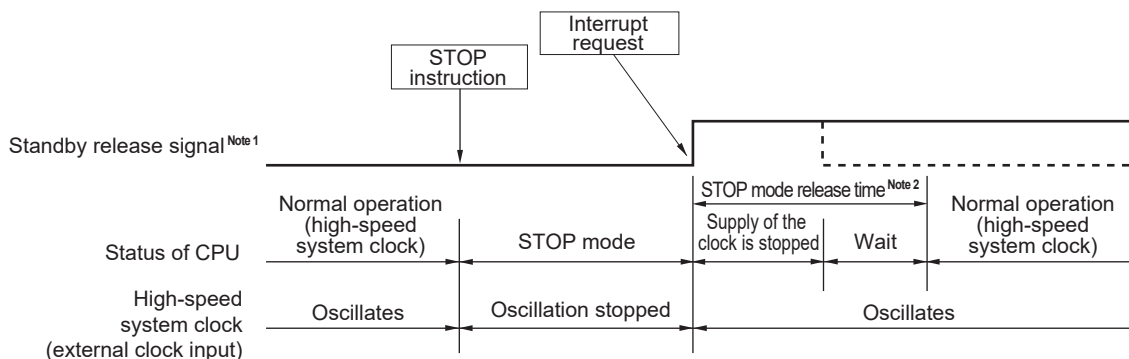 Interrupt
request
STOP
instruction
Standby release signal Note 1
STOP mode release time Note 2
Normal operation
(high-speed
system clock)
Supply of the
clock is stopped
Normal operation
(high-speed
system clock)
Status of CPU
STOP mode
Wait
High-speed
system clock
(external clock input)
Oscillates
Oscillation stopped
Oscillates